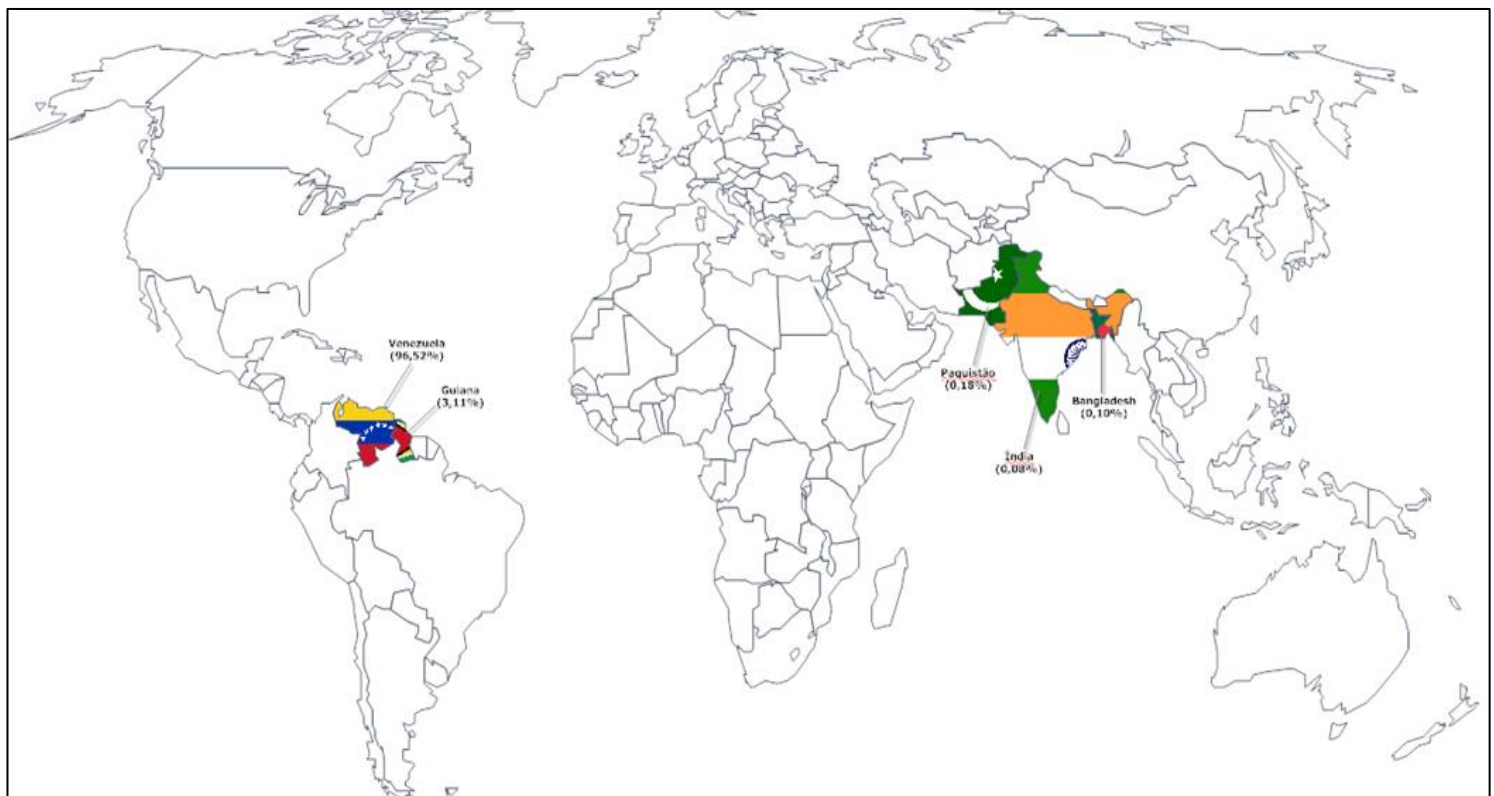 Venezuela
(96,52%)
Guiana
(3,11%)
Paquistão
(0,18%)
Bangladesh
(0,10%)
Índia
(0,08%)